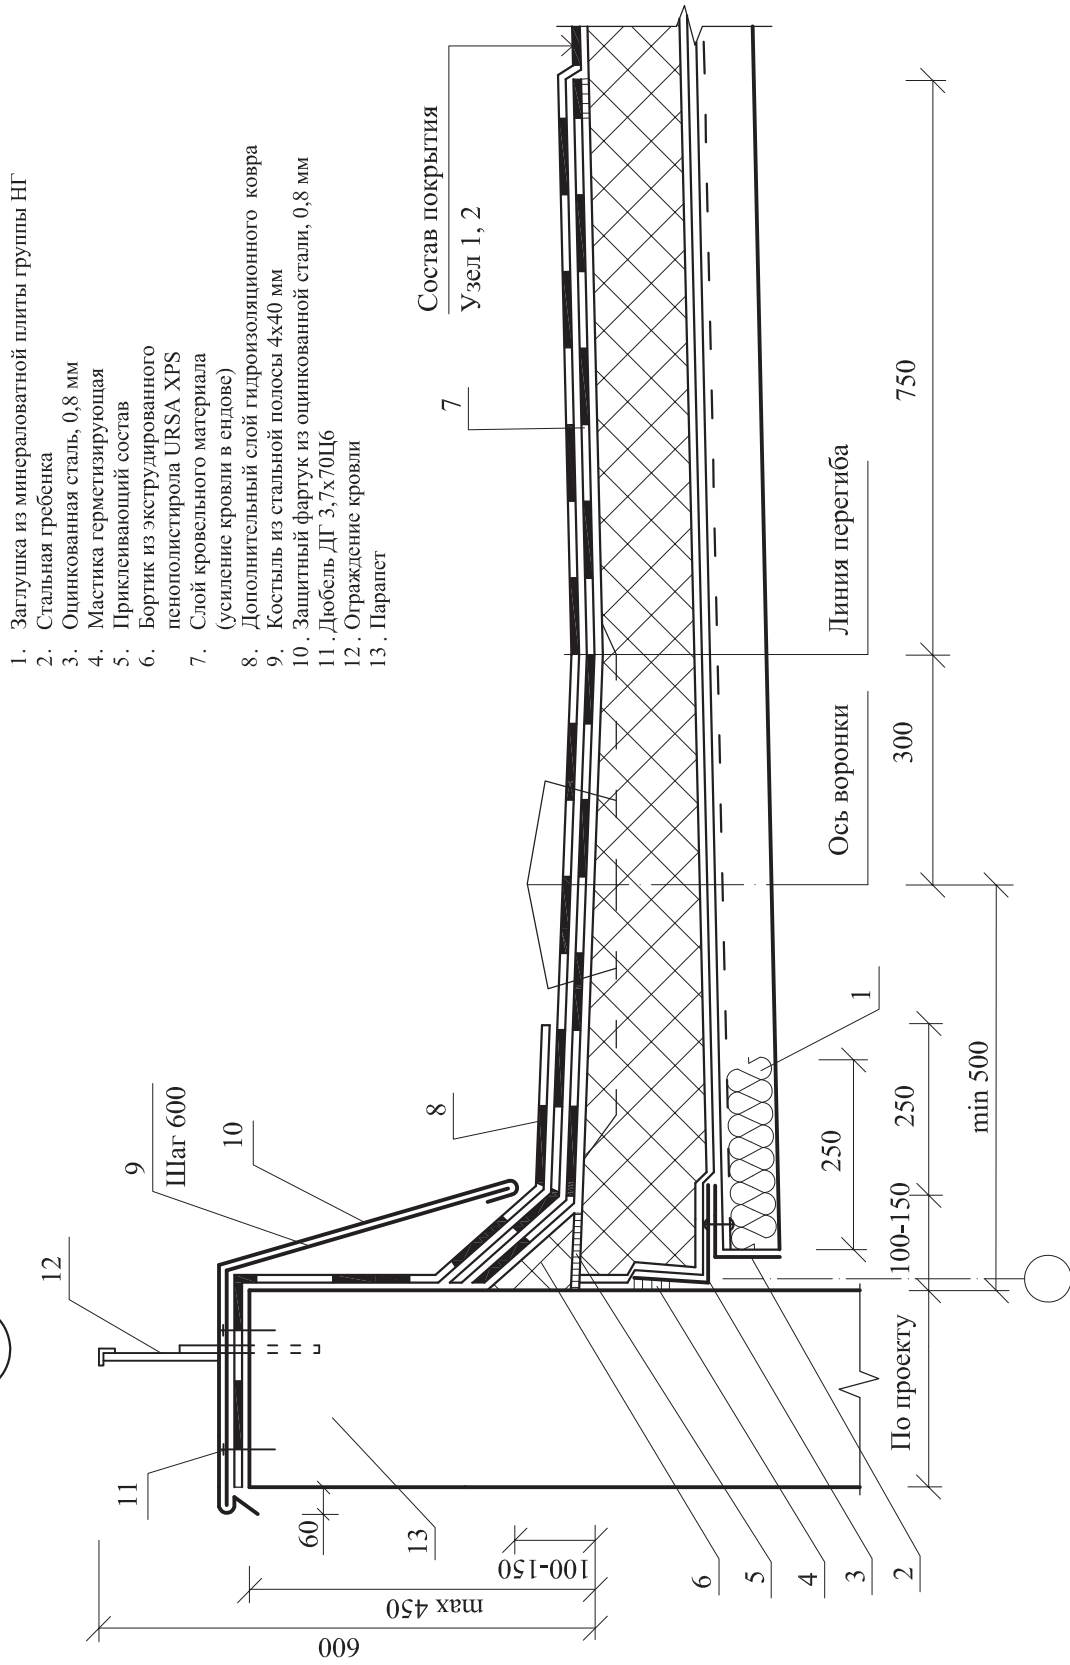 1. Заглушка из минераловатной плиты группы НГ
2. Стальная гребенка
3. Оцинкованная сталь, 0,8 мм
4. Мастика герметизирующая
5. Приклеивающий состав
6. Бортик из экструдированного
пенополистирола URSA XPS
7. Слой кровельного материала
(усиление кровли в ендове)
8. Дополнительный слой гидроизоляционного ковра
9. Костыль из стальной полосы 4х40 мм
10. Защитный фартук из оцинкованной стали, 0,8 мм
11. Дюбель ДГ 3,7х70Ц6
12. Ограждение кровли
13. Парапет
Состав покрытия
Узел 1, 2
7
9
Шаг 600
10
8
12
11
13
60
600
max 450
100-150
6
5
4
3
2
1
Линия перегиба
Ось воронки
750
300
250
250
100-150
min 500
По проекту